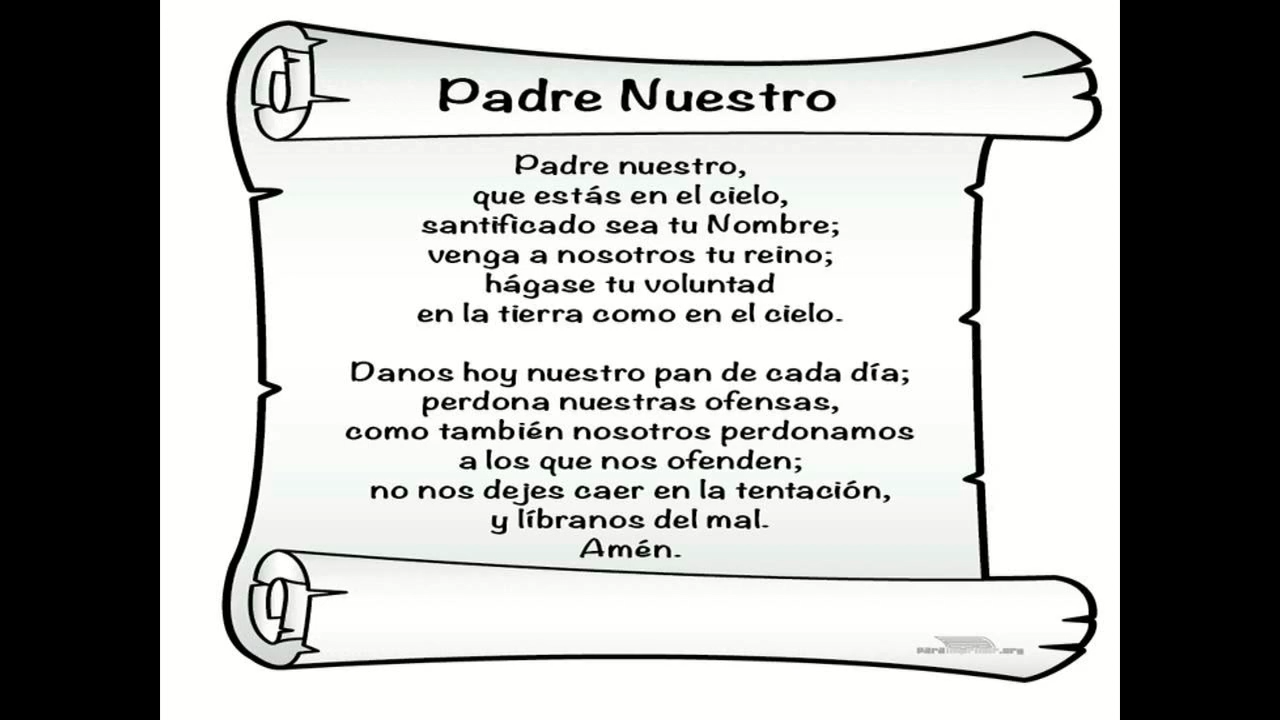 Padre Nuestro
Padre nuestro,
que estás en el cielo,
santificado sea tu Nombre;
venga a nosotros tu reino;
hágase tu voluntad
en la tierra como en el cielo.
Danos hoy nuestro pan de cada día;
perdona nuestras ofensas,
como también nosotros perdonamos
a los que nos ofenden;
no nos dejes caer en la tentación,
y líbranos del mal.
Amén.